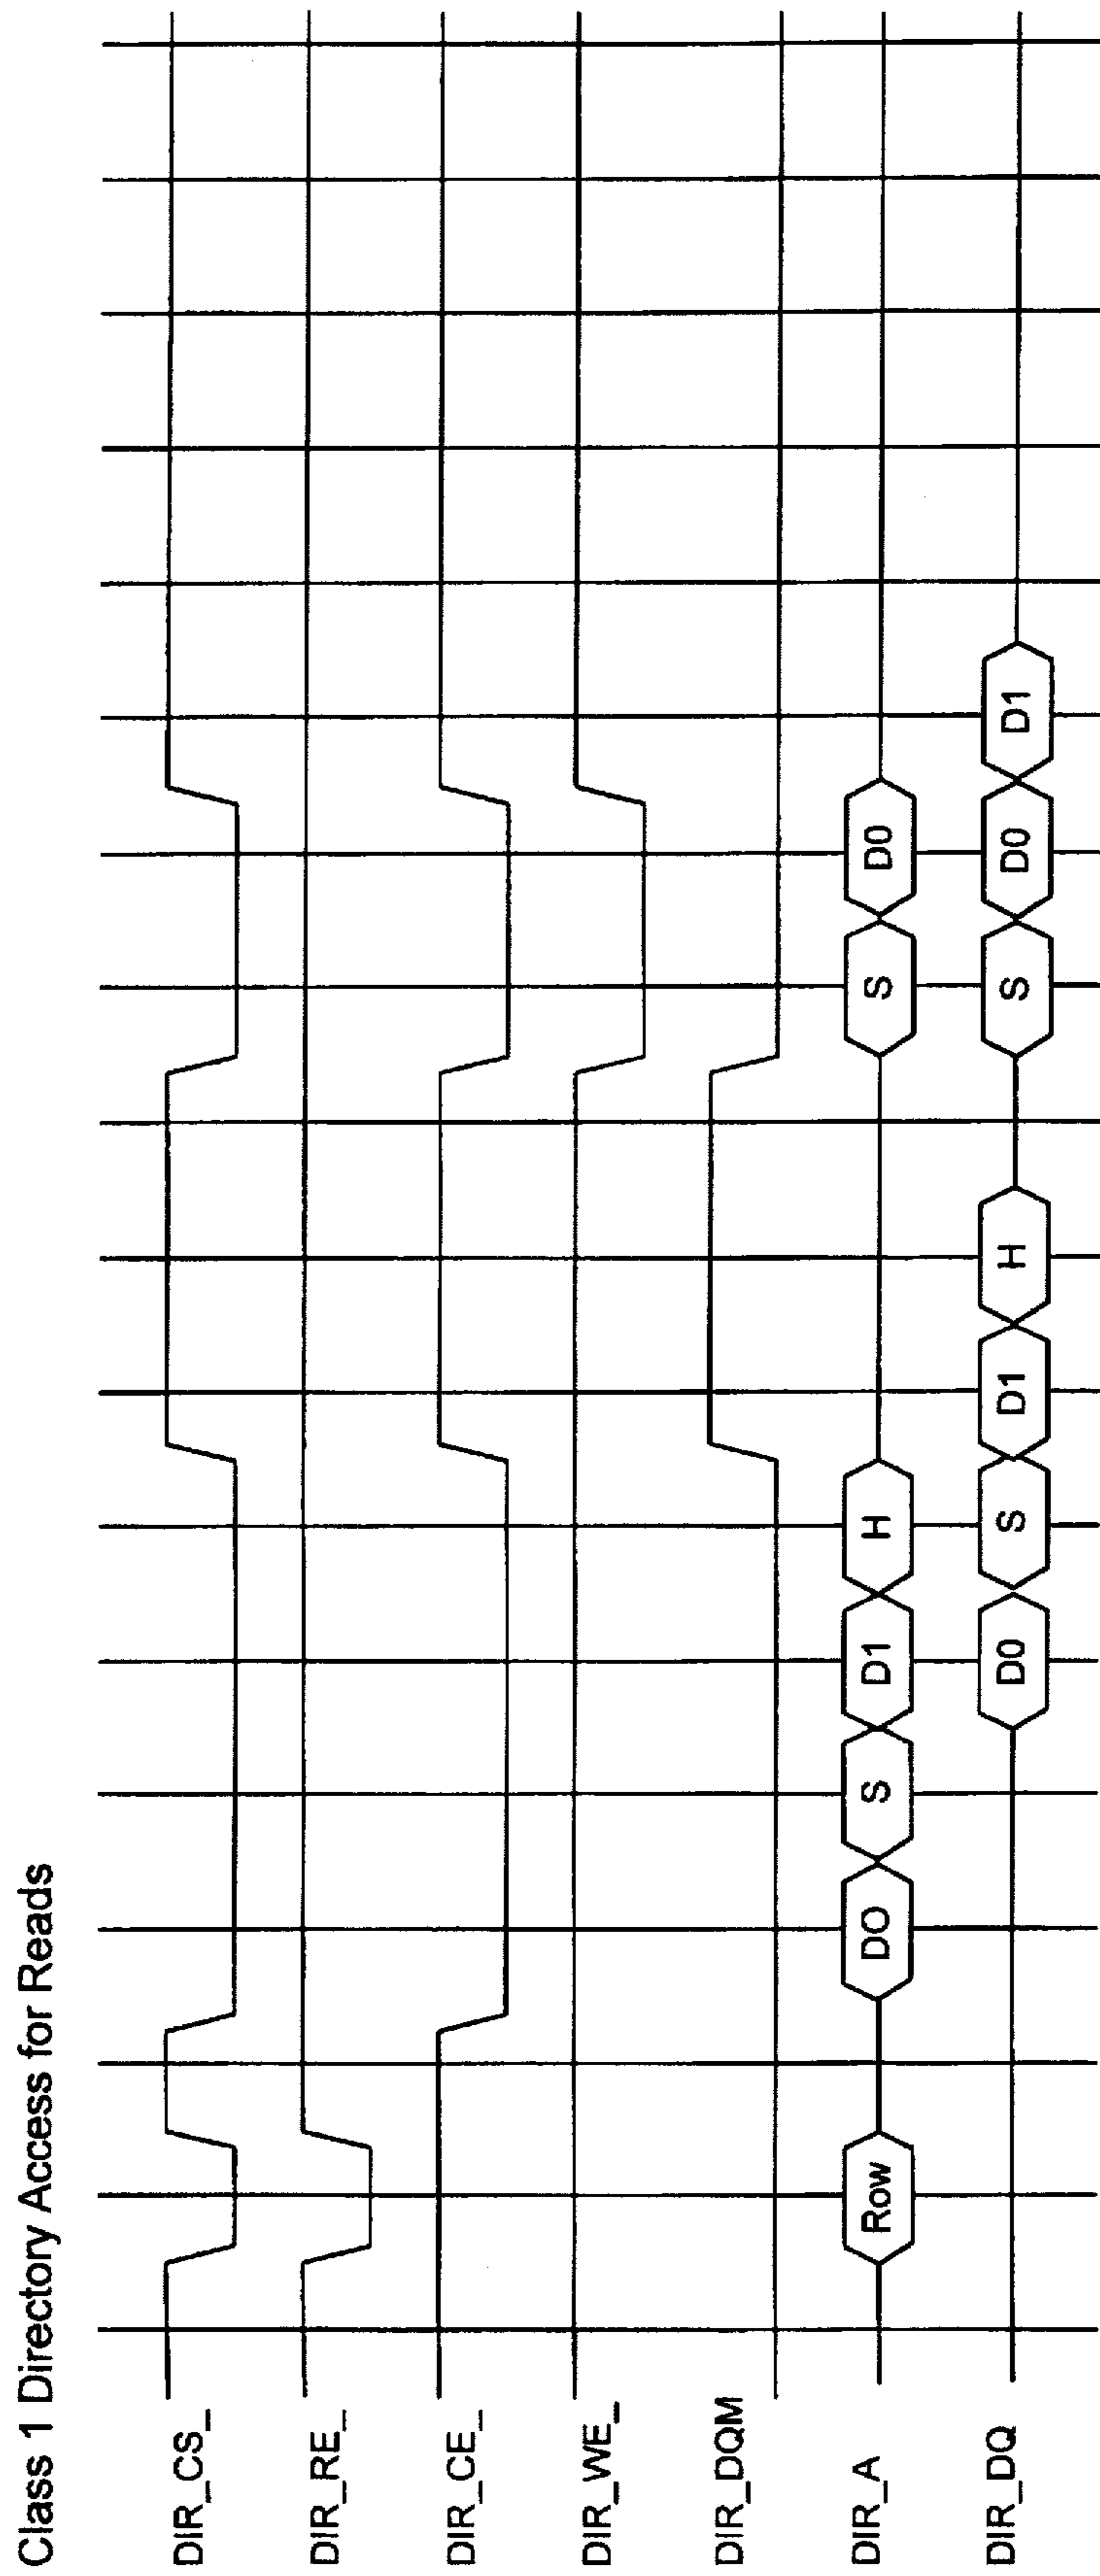 Class 1 Directory Access for Reads
DIR_CS_
DIR_RE_
DIR_CE_
DIR_WE_
DIR_DQM
DIR_A Row DO S D1 H S D0
DIR_DQ D0 S D1 H S D0 D1